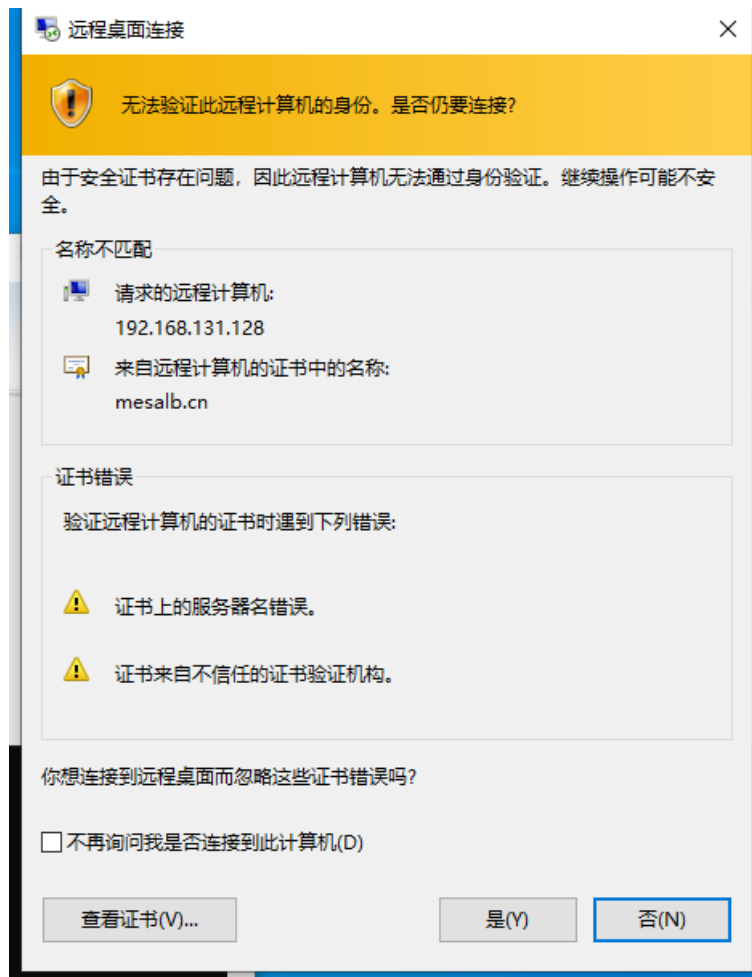 远程桌面连接
无法验证此远程计算机的身份。是否仍要连接?
由于安全证书存在问题，因此远程计算机无法通过身份验证。继续操作可能不安
全。
名称不匹配
请求的远程计算机:
192.168.131.128
来自远程计算机的证书中的名称:
mesalb.cn
证书错误
验证远程计算机的证书时遇到下列错误:
证书上的服务器名错误。
证书来自不信任的证书验证机构。
你想连接到远程桌面而忽略这些证书错误吗?
不再询问我是否连接到此计算机(D)
查看证书(V)... 是(Y) 否(N)